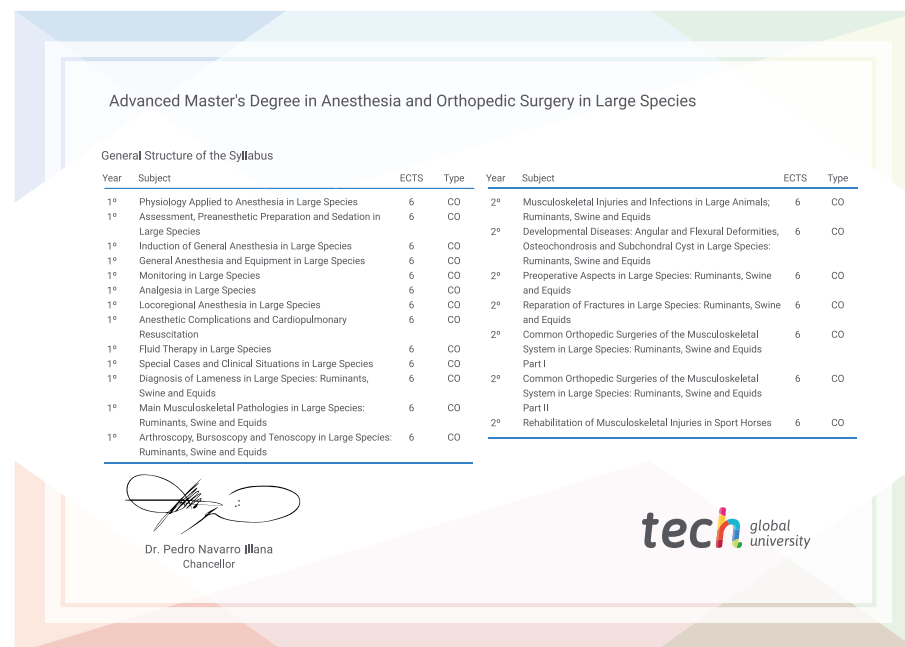 Advanced Master's Degree in Anesthesia and Orthopedic Surgery in Large Species
General Structure of the Syllabus
Year Subject ECTS Type
1º Physiology Applied to Anesthesia in Large Species 6 CO
1º Assessment, Preanesthetic Preparation and Sedation in 6 CO
Large Species
1º Induction of General Anesthesia in Large Species 6 CO
1º General Anesthesia and Equipment in Large Species 6 CO
1º Monitoring in Large Species 6 CO
1º Analgesia in Large Species 6 CO
1º Locoregional Anesthesia in Large Species 6 CO
1º Anesthetic Complications and Cardiopulmonary 6 CO
Resuscitation
1º Fluid Therapy in Large Species 6 CO
1º Special Cases and Clinical Situations in Large Species 6 CO
1º Diagnosis of Lameness in Large Species: Ruminants, 6 CO
Swine and Equids
1º Main Musculoskeletal Pathologies in Large Species: 6 CO
Ruminants, Swine and Equids
1º Arthroscopy, Bursoscopy and Tenoscopy in Large Species: 6 CO
Ruminants, Swine and Equids
Year Subject ECTS Type
2º Musculoskeletal Injuries and Infections in Large Animals; 6 CO
Ruminants, Swine and Equids
2º Developmental Diseases: Angular and Flexural Deformities, 6 CO
Osteochondrosis and Subchondral Cyst in Large Species:
Ruminants, Swine and Equids
2º Preoperative Aspects in Large Species: Ruminants, Swine 6 CO
and Equids
2º Reparation of Fractures in Large Species: Ruminants, Swine 6 CO
and Equids
2º Common Orthopedic Surgeries of the Musculoskeletal 6 CO
System in Large Species: Ruminants, Swine and Equids
Part I
2º Common Orthopedic Surgeries of the Musculoskeletal 6 CO
System in Large Species: Ruminants, Swine and Equids
Part II
2º Rehabilitation of Musculoskeletal Injuries in Sport Horses 6 CO
Dr. Pedro Navarro Illana
Chancellor
tech global
university